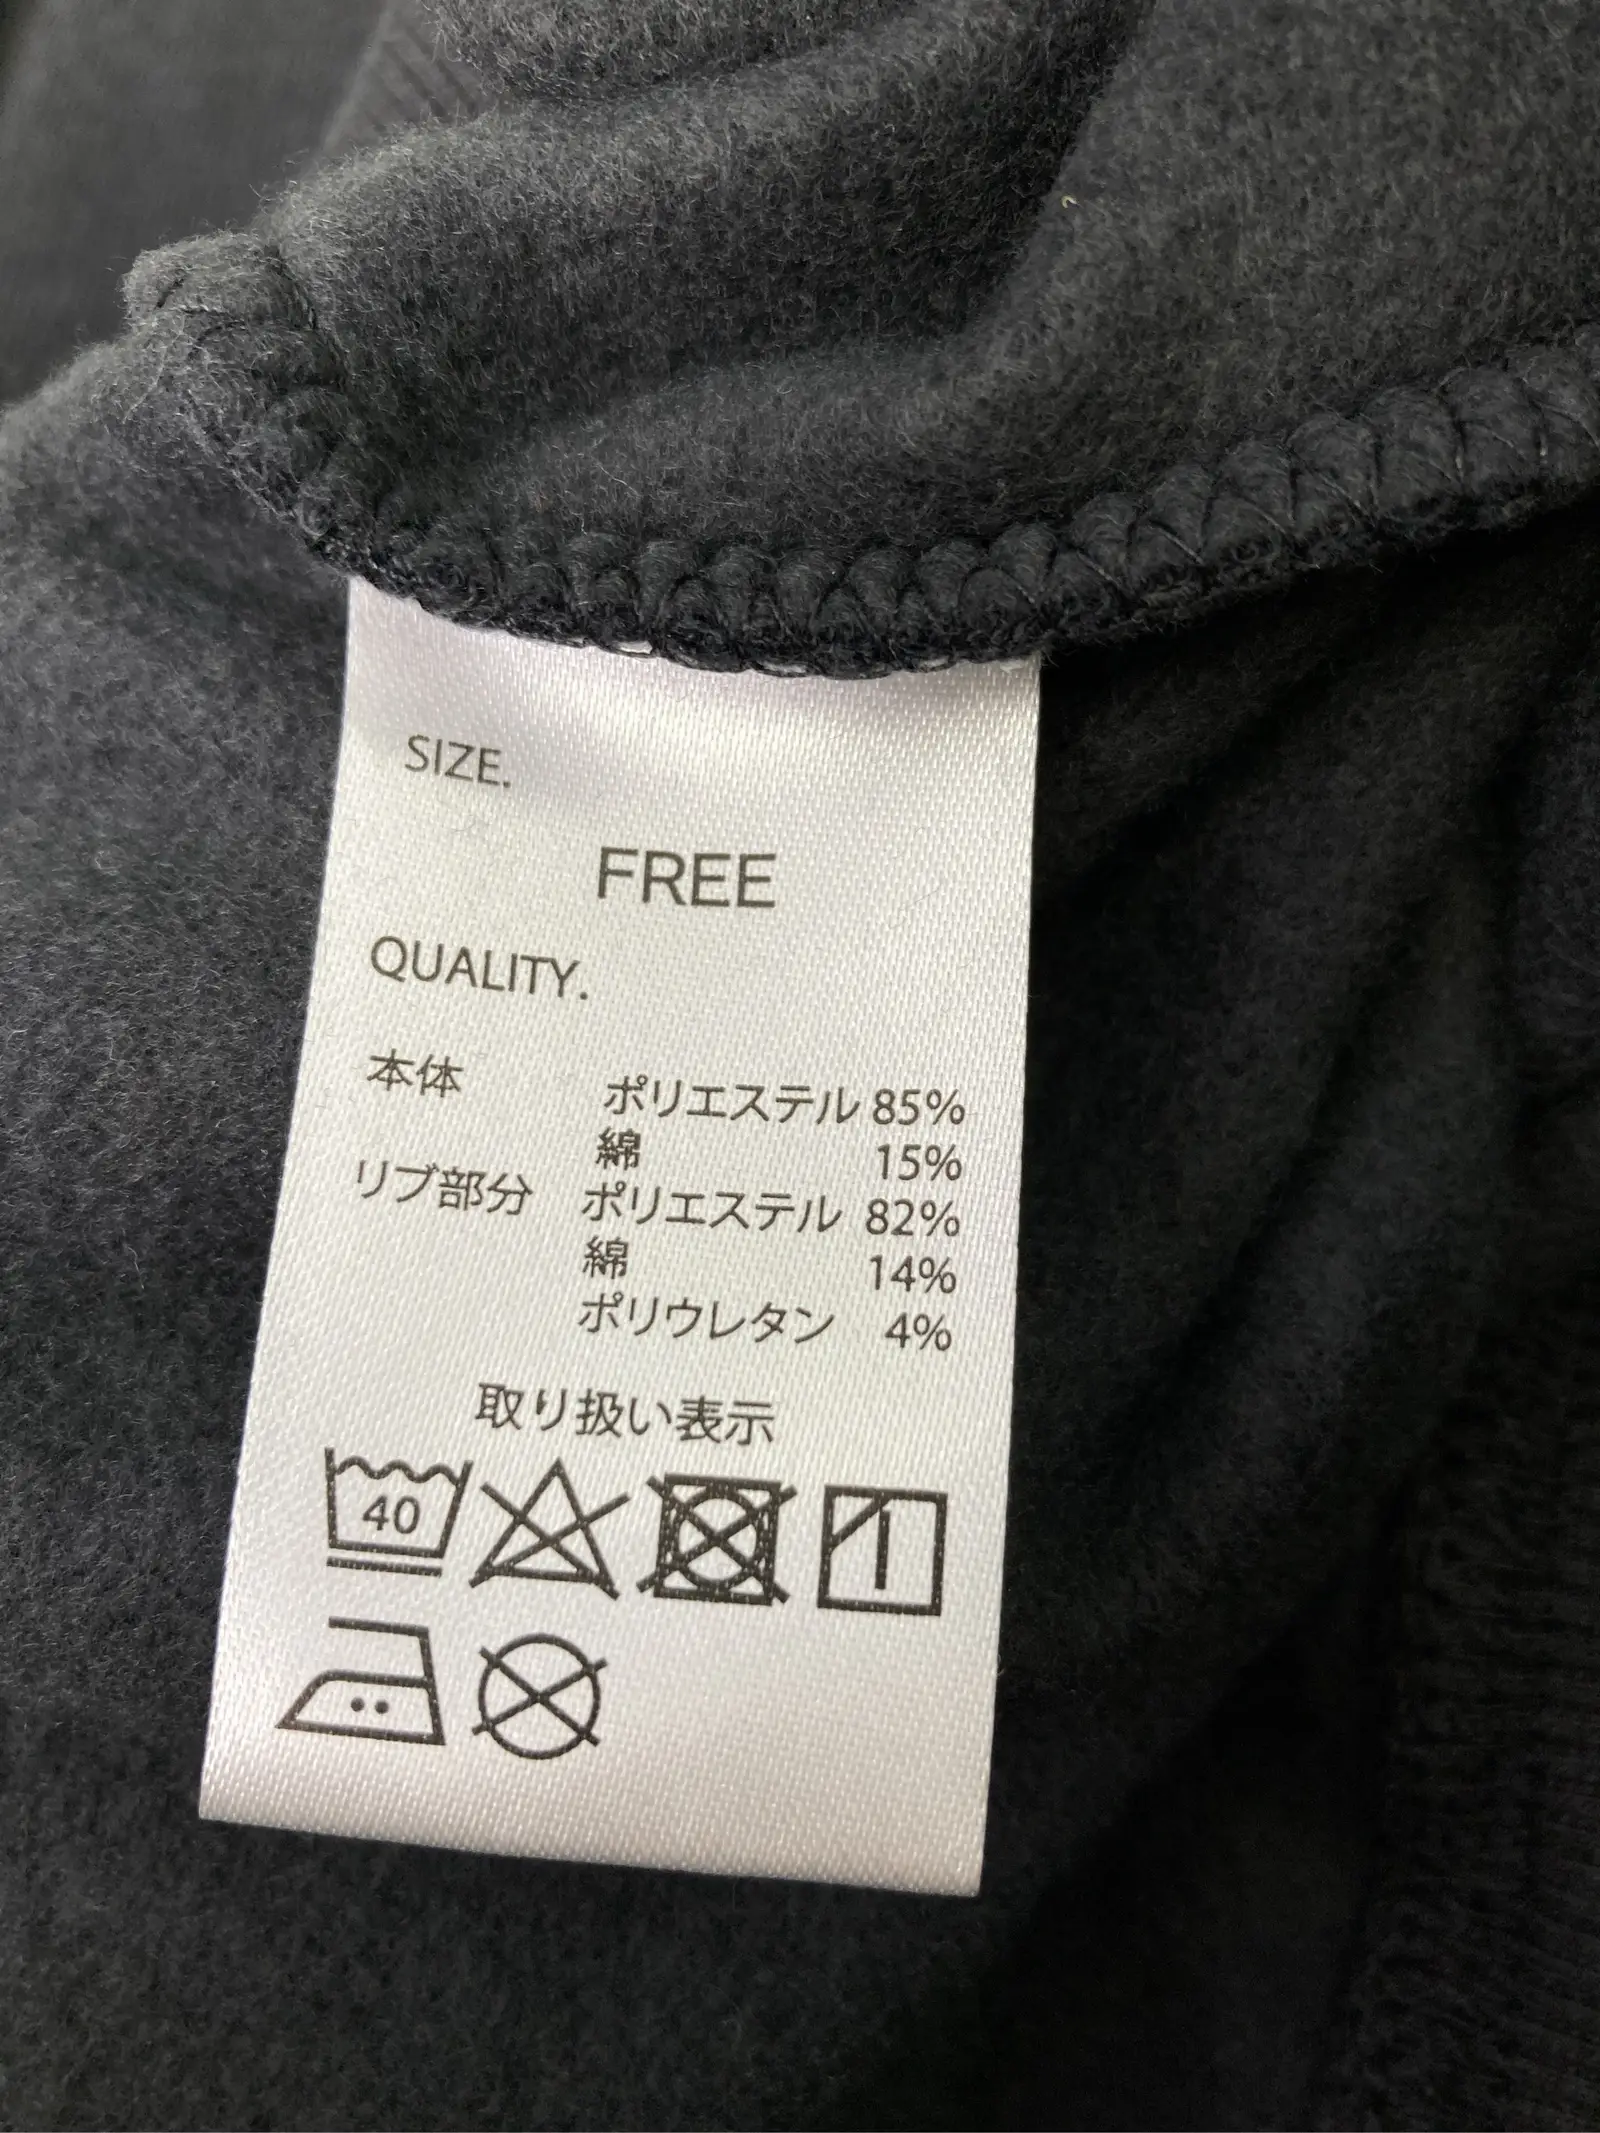 SIZE.
FREE
QUALITY.
本体 ポリエステル 85%
綿 15%
リブ部分 ポリエステル 82%
綿 14%
ポリウレタン 4%
取り扱い表示
40